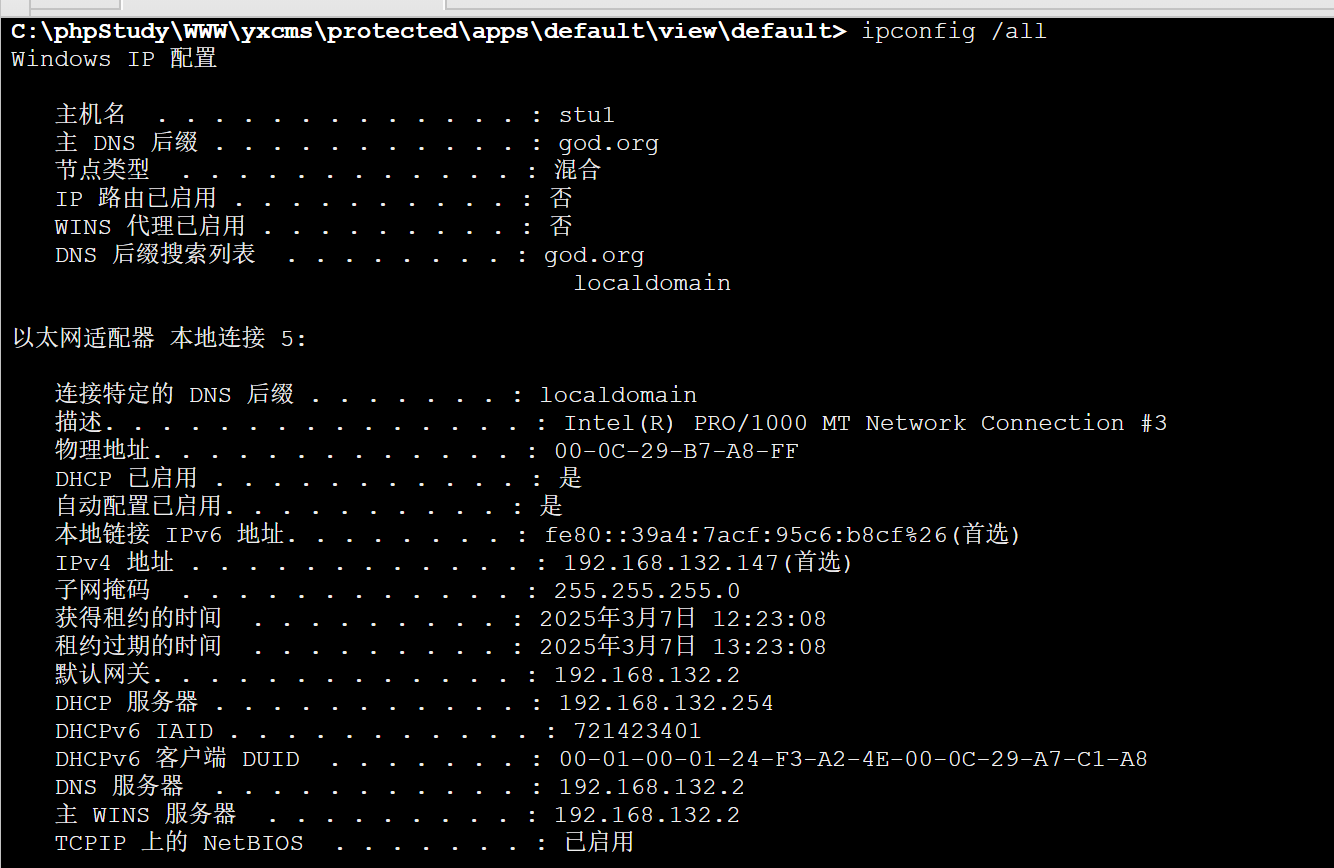 C:\phpStudy\WWW\yxcms\protected\apps\default\view\default> ipconfig /all
Windows IP 配置
主机名  . . . . . . . . . . . . . : stu1
主 DNS 后缀 . . . . . . . . . . . : god.org
节点类型  . . . . . . . . . . . . : 混合
IP 路由已启用 . . . . . . . . . . : 否
WINS 代理已启用 . . . . . . . . . : 否
DNS 后缀搜索列表  . . . . . . . . : god.org
localdomain
以太网适配器 本地连接 5:
连接特定的 DNS 后缀 . . . . . . . : localdomain
描述. . . . . . . . . . . . . . . : Intel(R) PRO/1000 MT Network Connection #3
物理地址. . . . . . . . . . . . . : 00-0C-29-B7-A8-FF
DHCP 已启用 . . . . . . . . . . . : 是
自动配置已启用. . . . . . . . . . : 是
本地链接 IPv6 地址. . . . . . . . : fe80::39a4:7acf:95c6:b8cf%26(首选)
IPv4 地址 . . . . . . . . . . . . : 192.168.132.147(首选)
子网掩码  . . . . . . . . . . . . : 255.255.255.0
获得租约的时间  . . . . . . . . . : 2025年3月7日 12:23:08
租约过期的时间  . . . . . . . . . : 2025年3月7日 13:23:08
默认网关. . . . . . . . . . . . . : 192.168.132.2
DHCP 服务器 . . . . . . . . . . . : 192.168.132.254
DHCPv6 IAID . . . . . . . . . . . : 721423401
DHCPv6 客户端 DUID  . . . . . . . : 00-01-00-01-24-F3-A2-4E-00-0C-29-A7-C1-A8
DNS 服务器  . . . . . . . . . . . : 192.168.132.2
主 WINS 服务器  . . . . . . . . . : 192.168.132.2
TCPIP 上的 NetBIOS  . . . . . . . : 已启用